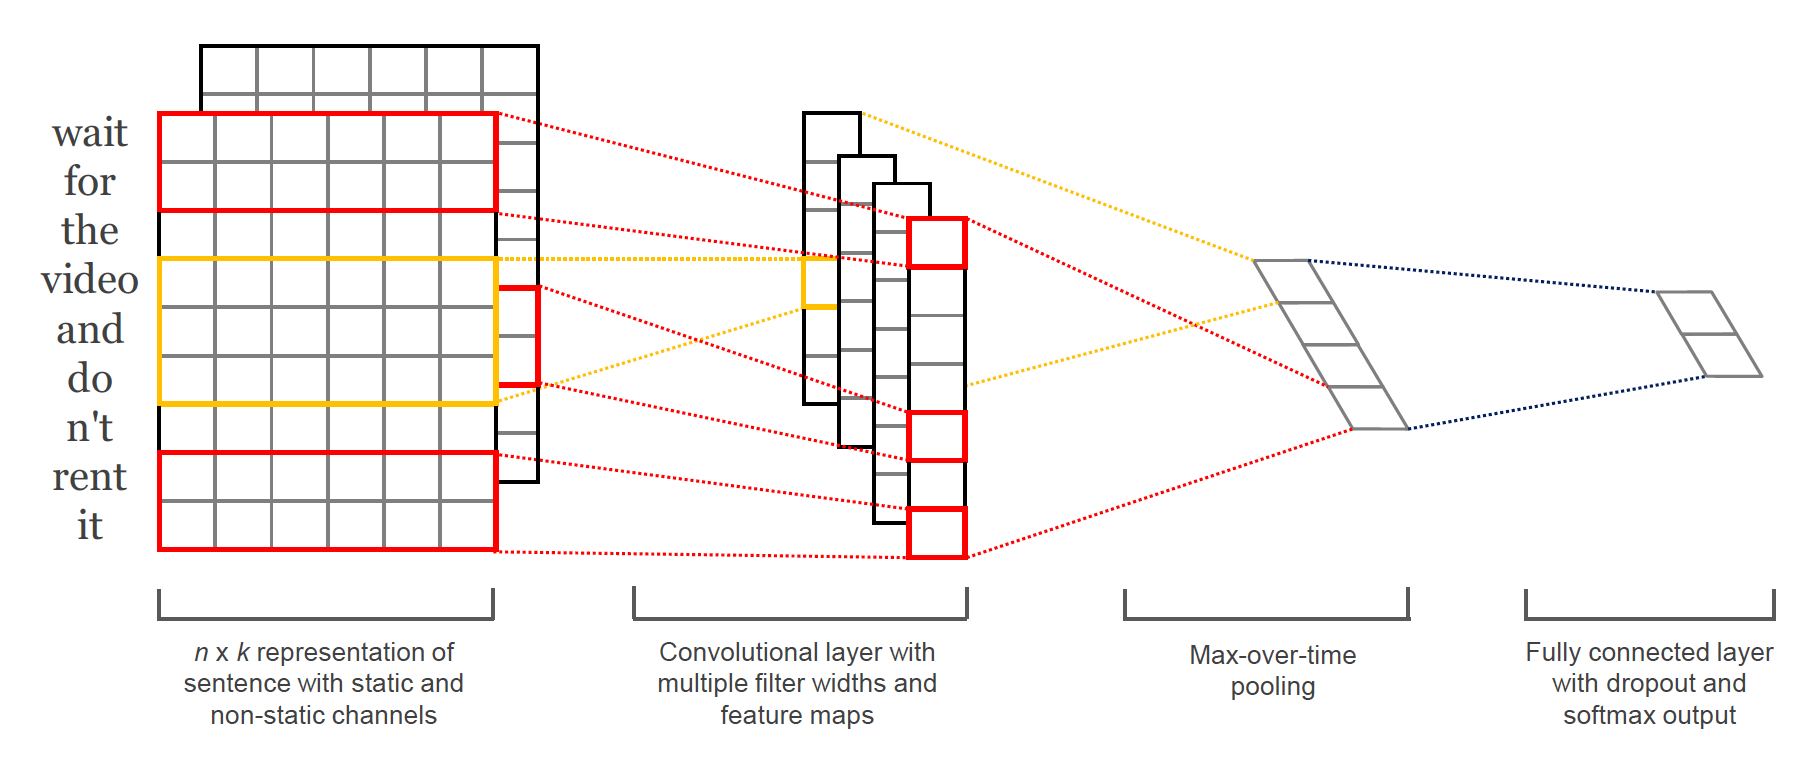 wait
for
the
video
and
do
n't
rent
it
n x k representation of
sentence with static and
non-static channels
Convolutional layer with
multiple filter widths and
feature maps
Max-over-time
pooling
Fully connected layer
with dropout and
softmax output